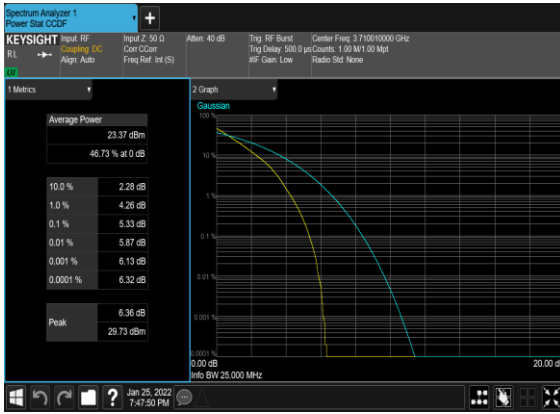 Spectrum Analyzer 1
Power Stat CCDF
KEYSIGHT
RL
Input: RF
Coupling: DC
Align: Auto
Input Z: 50 Ω
Corr CCorr
Freq Ref: Int (S)
Atten: 40 dB
Trig: RF Burst
Trig Delay: 500.0 µs
#IF Gain: Low
Center Freq: 3.710010000 GHz
Counts: 1.00 M/1.00 Mpt
Radio Std: None
1 Metrics
Average Power
23.37 dBm
46.73 % at 0 dB
10.0 % 2.28 dB
1.0 % 4.26 dB
0.1 % 5.33 dB
0.01 % 5.87 dB
0.001 % 6.13 dB
0.0001 % 6.32 dB
Peak
6.36 dB
29.73 dBm
2 Graph
Gaussian
100 %
10 %
1 %
0.1 %
0.01 %
0.001 %
0.0001 %
0.00 dB
20.00 d
Info BW 25.000 MHz
?
Jan 25, 2022
7:47:50 PM